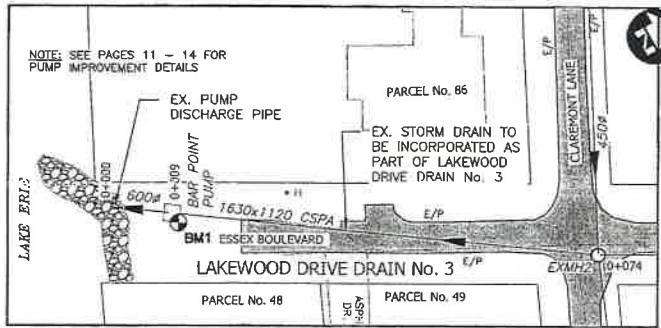 NOTE: SEE PAGES 11 - 14 FOR
PUMP IMPROVEMENT DETAILS
EX. PUMP
DISCHARGE PIPE
PARCEL No. 86
EX. STORM DRAIN TO
BE INCORPORATED AS
PART OF LAKEWOOD
DRIVE DRAIN No. 3
E/P
E/P
CLAREMONT LANE
450ø
LAKE ERIE
0+000
600ø
0+009
BAR POINT
PUMP
H
1630x1120 CSPA
E/P
E/P
BM1 ESSEX BOULEVARD
LAKEWOOD DRIVE DRAIN No. 3
E/P
EXMH2
0+074
PARCEL No. 48
ASPH
DR.
PARCEL No. 49